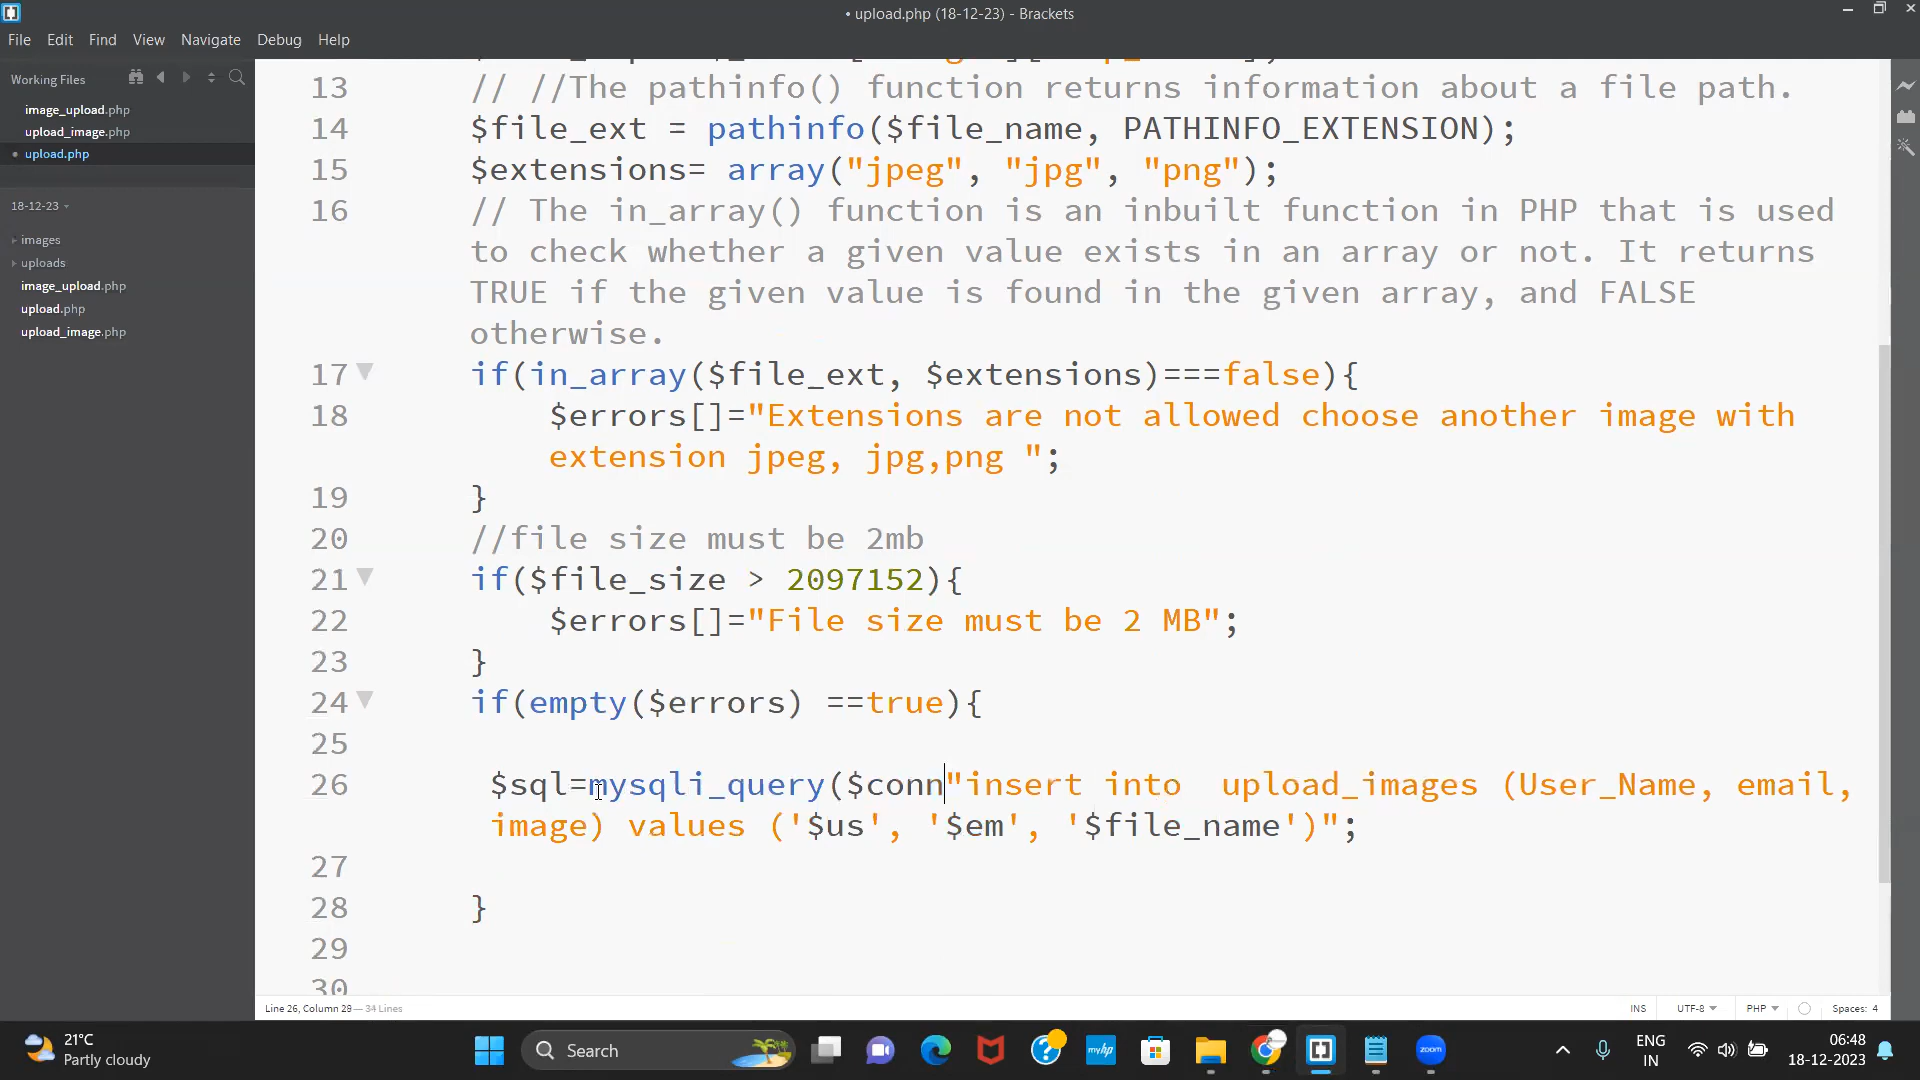 • upload.php (18-12-23) - Brackets
File Edit Find View Navigate Debug Help
Working Files
image_upload.php
upload_image.php
upload.php
18-12-23
images
uploads
image_upload.php
upload.php
upload_image.php
13 // //The pathinfo() function returns information about a file path.
14 $file_ext = pathinfo($file_name, PATHINFO_EXTENSION);
15 $extensions= array("jpeg", "jpg", "png");
16 // The in_array() function is an inbuilt function in PHP that is used
to check whether a given value exists in an array or not. It returns
TRUE if the given value is found in the given array, and FALSE
otherwise.
17 if(in_array($file_ext, $extensions)===false){
18 $errors[]="Extensions are not allowed choose another image with
extension jpeg, jpg,png ";
19 }
20 //file size must be 2mb
21 if($file_size > 2097152){
22 $errors[]="File size must be 2 MB";
23 }
24 if(empty($errors) ==true){
25
26 $sql=mysqli_query($conn"insert into  upload_images (User_Name, email,
image) values ('$us', '$em', '$file_name')";
27
28 }
29
30
Line 26, Column 29 — 34 Lines
INS UTF-8 PHP Spaces: 4
21°C
Partly cloudy
Search
myhp
zoom
ENG
IN
06:48
18-12-2023